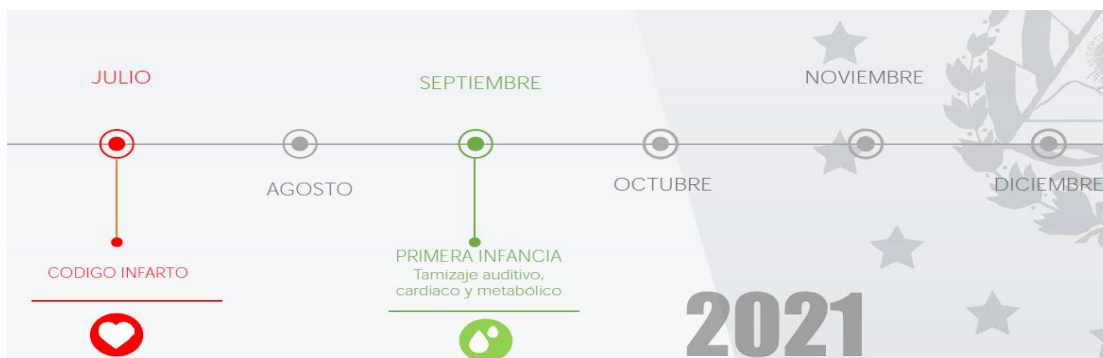 JULIO
SEPTIEMBRE
NOVIEMBRE
AGOSTO
OCTUBRE
DICIEMBRE
CODIGO INFARTO
PRIMERA INFANCIA
Tamizaje auditivo,
cardiaco y metabólico
2021